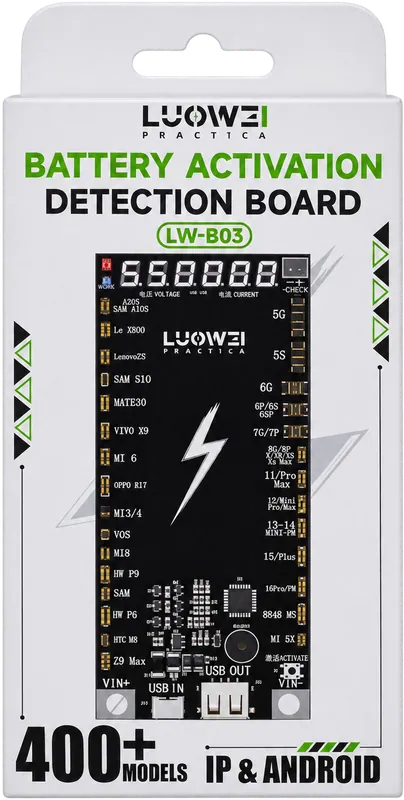 LUOWEI
PRACTICA
BATTERY ACTIVATION
DETECTION BOARD
LW-B03
WORK
电压 VOLTAGE
USB USB
电流 CURRENT
- +
-CHECK
A20S
SAM A10S
Le X800
LenovoZS
SAM S10
MATE30
VIVO X9
MI 6
OPPO R17
MI3/4
VOS
MI8
HW P9
SAM
HW P6
HTC M8
Z9 Max
VIN+
LUOWEI
PRACTICA
5G
5S
6G
6P/6S
6SP
7G/7P
8G/8P
X/XR/XS
Xs Max
11/Pro
Max
12/Mini
Pro/Max
13-14
MINI-PM
15/Plus
16Pro/PM
8848 MS
MI 5X
激活ACTIVATE
VIN-
USB IN
USB OUT
400+
MODELS
IP & ANDROID